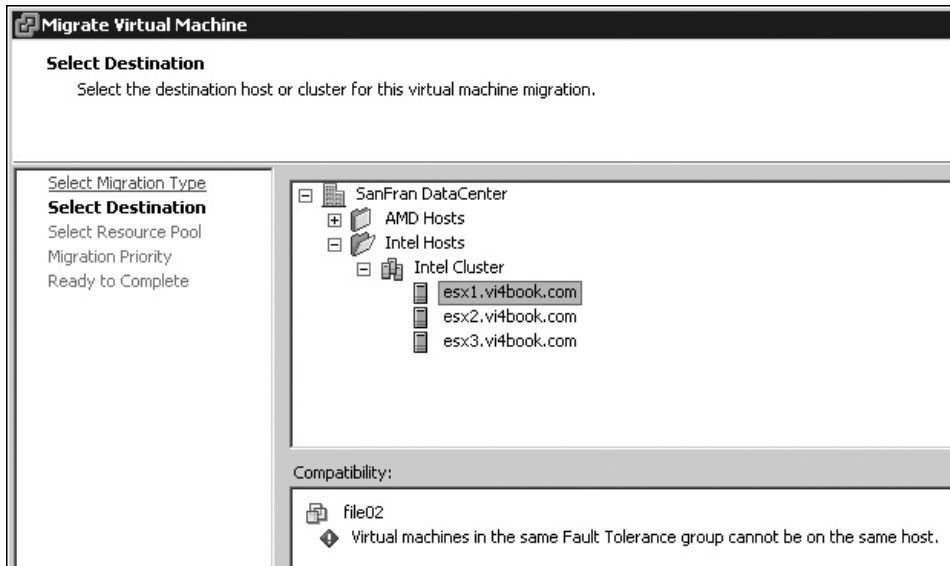 Migrate Virtual Machine
Select Destination
Select the destination host or cluster for this virtual machine migration.
Select Migration Type
Select Destination
Select Resource Pool
Migration Priority
Ready to Complete
SanFran DataCenter
AMD Hosts
Intel Hosts
Intel Cluster
esx1.vi4book.com
esx2.vi4book.com
esx3.vi4book.com
Compatibility:
file02
Virtual machines in the same Fault Tolerance group cannot be on the same host.